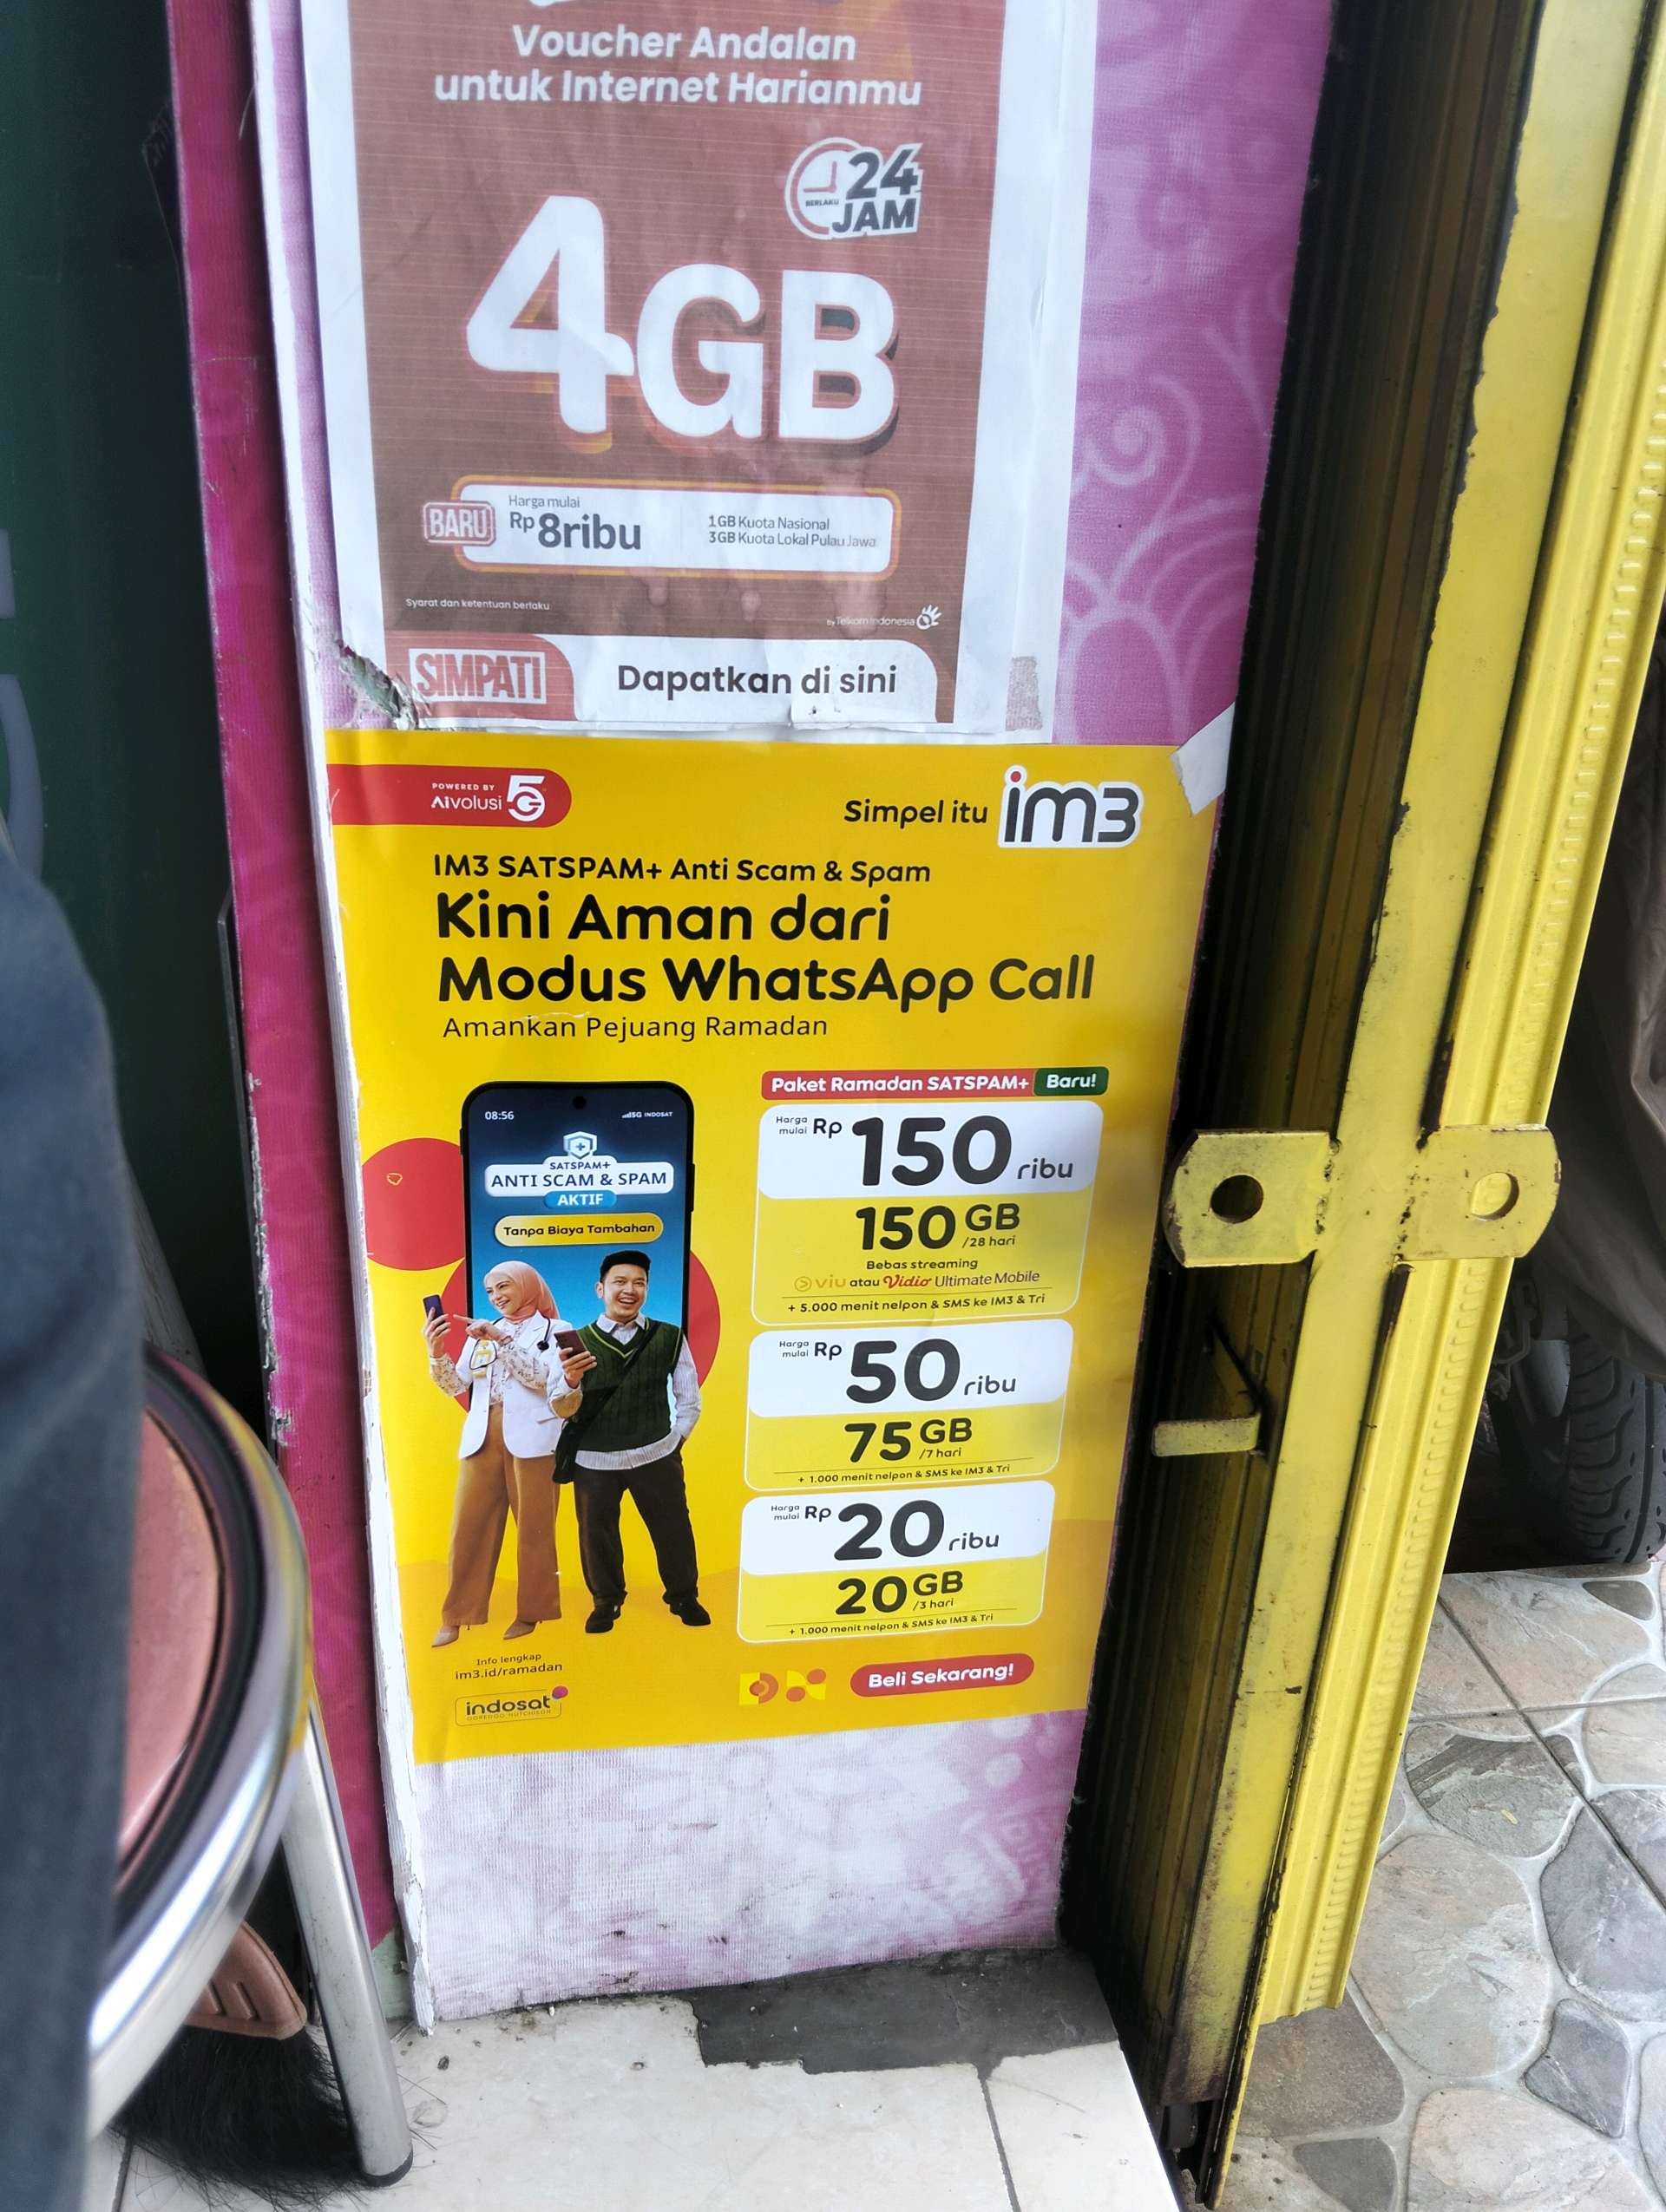 Voucher Andalan
untuk Internet Harianmu
BERLAKU
24
JAM
4GB
BARU
Harga mulai
Rp8ribu
1GB Kuota Nasional
3GB Kuota Lokal Pulau Jawa
Syarat dan ketentuan berlaku
by Telkom Indonesia
SIMPATI
Dapatkan di sini
POWERED BY
AIvolusi 5G
Simpel itu im3
IM3 SATSPAM+ Anti Scam & Spam
Kini Aman dari
Modus WhatsApp Call
Amankan Pejuang Ramadan
08:56
5G INDOSAT
SATSPAM+
ANTI SCAM & SPAM
AKTIF
Tanpa Biaya Tambahan
Paket Ramadan SATSPAM+ Baru!
Harga mulai Rp 150 ribu
150 GB /28 hari
Bebas streaming
viu atau Vidio Ultimate Mobile
+ 5.000 menit nelpon & SMS ke IM3 & Tri
Harga mulai Rp 50 ribu
75 GB /7 hari
+ 1.000 menit nelpon & SMS ke IM3 & Tri
Harga mulai Rp 20 ribu
20 GB /3 hari
+ 1.000 menit nelpon & SMS ke IM3 & Tri
Info lengkap
im3.id/ramadan
indosat
OOREDOO HUTCHISON
Beli Sekarang!